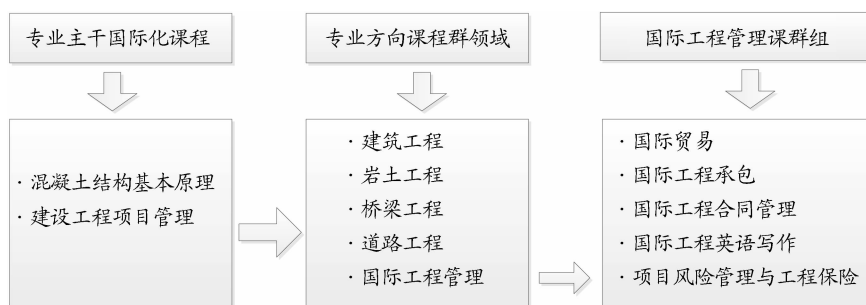 专业主干国际化课程
专业方向课程群领域
国际工程管理课群组
·混凝土结构基本原理
·建设工程项目管理
·建筑工程
·岩土工程
·桥梁工程
·道路工程
·国际工程管理
·国际贸易
·国际工程承包
·国际工程合同管理
·国际工程英语写作
·项目风险管理与工程保险